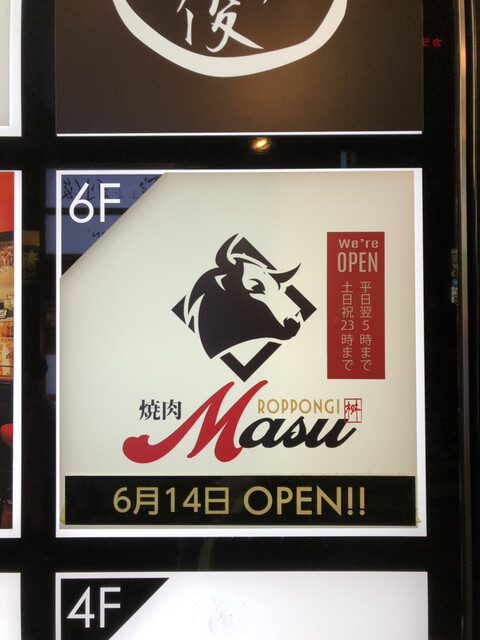 俊
6F
We're
OPEN
平日翌5時まで
土日祝23時まで
焼肉
ROPPONGI
Masu
枡
6月14日 OPEN!!
4F